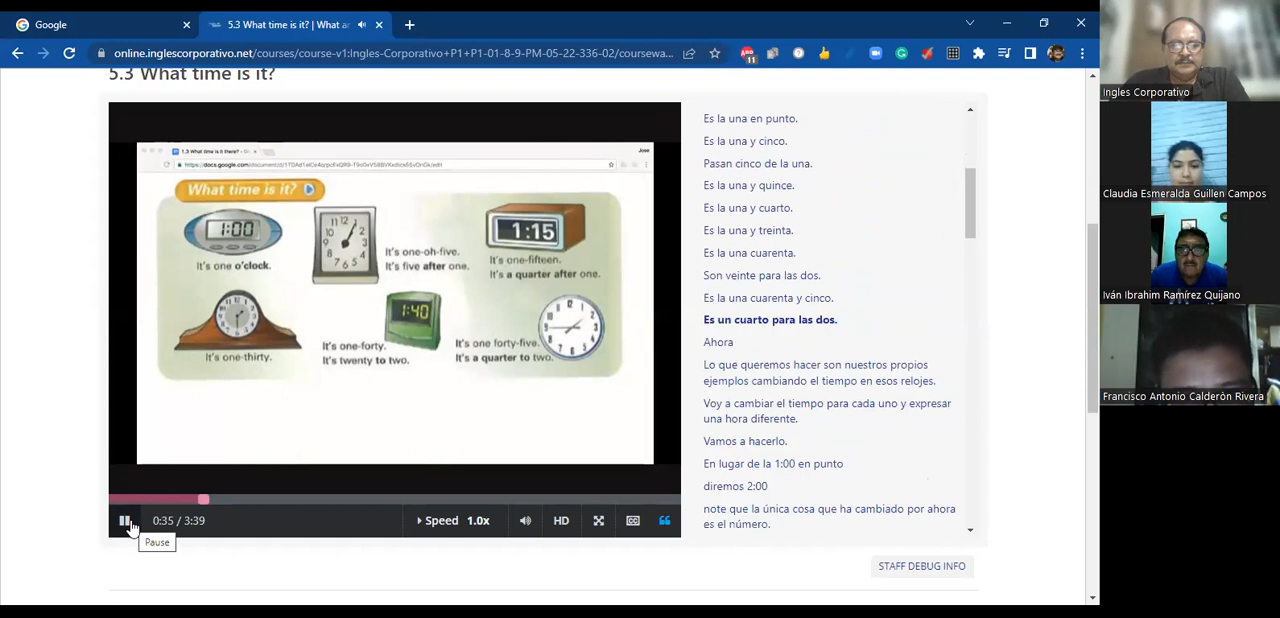 Google
5.3 What time is it? | What a
online.inglescorporativo.net/courses/course-v1:Ingles-Corporativo+P1+P1-01-8-9-PM-05-22-336-02/coursewa...
11
5.3 What time is it?
Jose
What time is it?
1:00
It's one o'clock.
It's one-oh-five.
It's five after one.
1:15
It's one-fifteen.
It's a quarter after one.
It's one-thirty.
1:40
It's one-forty.
It's twenty to two.
It's one forty-five.
It's a quarter to two.
Es la una en punto.
Es la una y cinco.
Pasan cinco de la una.
Es la una y quince.
Es la una y cuarto.
Es la una y treinta.
Es la una cuarenta.
Son veinte para las dos.
Es la una cuarenta y cinco.
Es un cuarto para las dos.
Ahora
Lo que queremos hacer son nuestros propios
ejemplos cambiando el tiempo en esos relojes.
Voy a cambiar el tiempo para cada uno y expresar
una hora diferente.
Vamos a hacerlo.
En lugar de la 1:00 en punto
diremos 2:00
note que la única cosa que ha cambiado por ahora
es el número.
0:35 / 3:39
Speed 1.0x
HD
CC
Pause
STAFF DEBUG INFO
Ingles Corporativo
Claudia Esmeralda Guillen Campos
Iván Ibrahim Ramírez Quijano
Francisco Antonio Calderòn Rivera